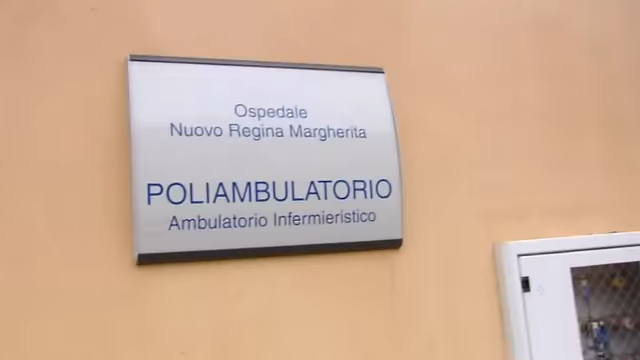 Ospedale
Nuovo Regina Margherita
POLIAMBULATORIO
Ambulatorio Infermieristico